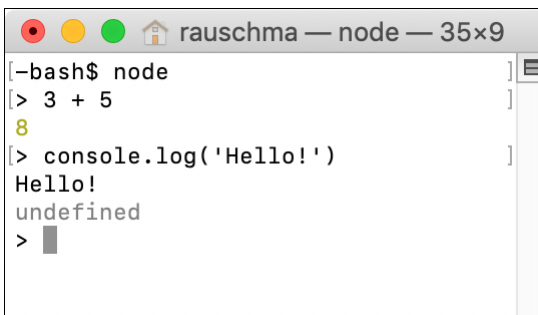 rauschma — node — 35×9
[-bash$ node ]
[> 3 + 5 ]
8
[> console.log('Hello!') ]
Hello!
undefined
>